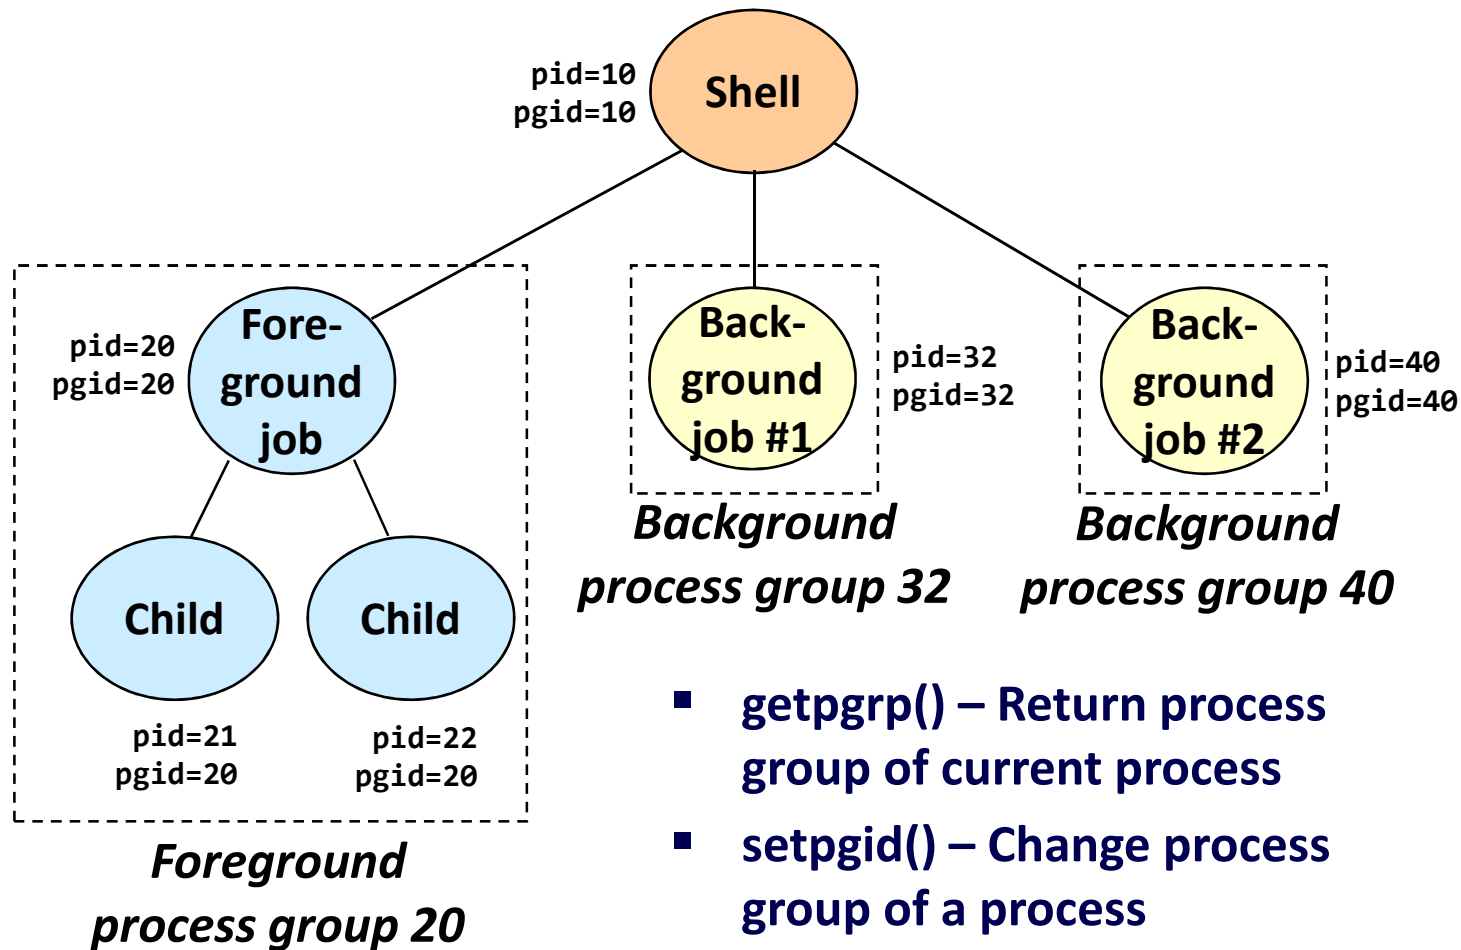 pid=10
pgid=10
Shell
pid=20
pgid=20
Fore-
ground
job
Back-
ground
job #1
pid=32
pgid=32
Back-
ground
job #2
pid=40
pgid=40
Background
process group 32
Background
process group 40
Child
Child
pid=21
pgid=20
pid=22
pgid=20
Foreground
process group 20
▪ getpgrp() – Return process
group of current process
▪ setpgid() – Change process
group of a process